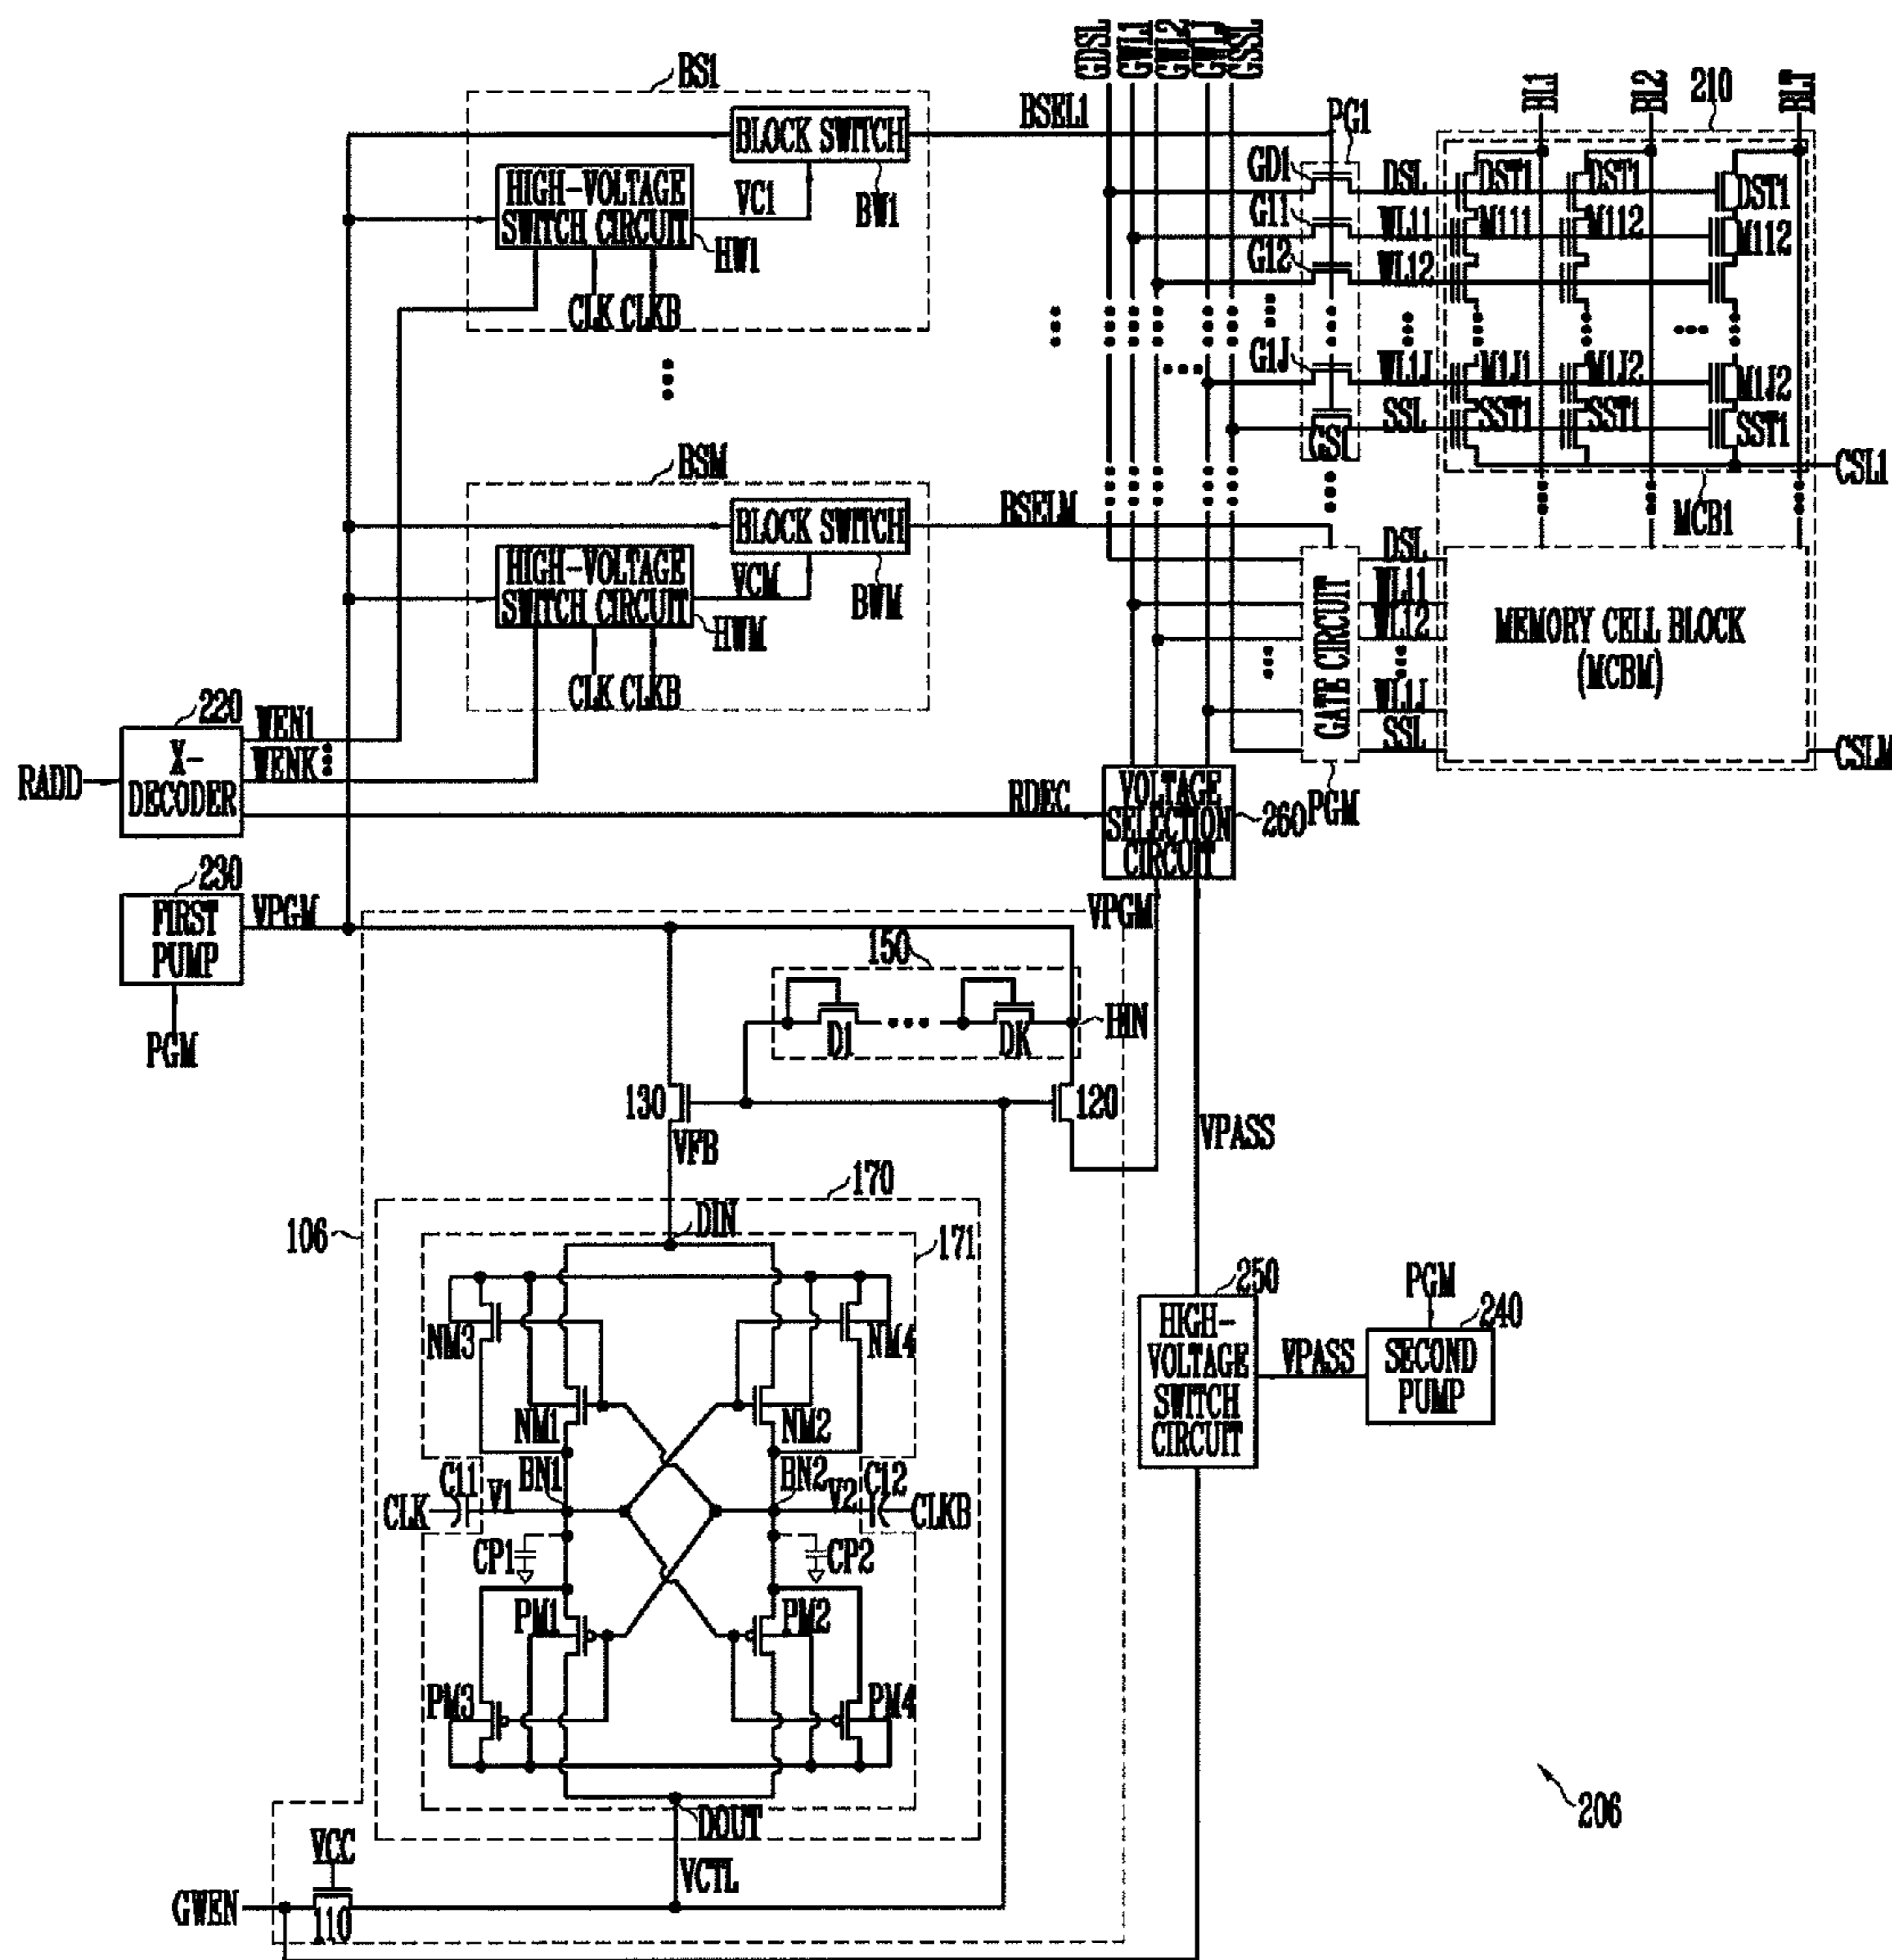 GDSL
GWL1
GWL2
GWLJ
GSSL
BL1
BL2
BLT
210
BS1
BSEL1
PG1
BLOCK SWITCH
HIGH-VOLTAGE
SWITCH CIRCUIT
VC1
BW1
HW1
CLK CLKB
GD1
DSL
DST1
DST1
DST1
G11
WL11
M111
M112
M112
G12
WL12
G1J
WL1J
M1J1
M1J2
M1J2
GS1
SSL
SST1
SST1
SST1
CSL1
MCB1
BSM
BSELM
BLOCK SWITCH
HIGH-VOLTAGE
SWITCH CIRCUIT
VCM
BWM
HWM
CLK CLKB
GATE CIRCUIT
DSL
WL11
WL12
WL1J
SSL
MEMORY CELL BLOCK
(MCBM)
CSLM
PGM
220
WEN1
WENK
RADD
X-
DECODER
RDEC
VOLTAGE
SELECTION
CIRCUIT
260
230
FIRST
PUMP
VPGM
PGM
VPGM
150
D1
DK
HIN
130
120
VFB
VPASS
170
DIN
171
106
NM3
NM4
NM1
NM2
C11
V1
BN1
BN2
V2
C12
CLK
CLKB
CP1
CP2
PM1
PM2
PM3
PM4
DOUT
VCTL
250
HIGH-
VOLTAGE
SWITCH
CIRCUIT
VPASS
PGM
240
SECOND
PUMP
206
VCC
GWEN
110